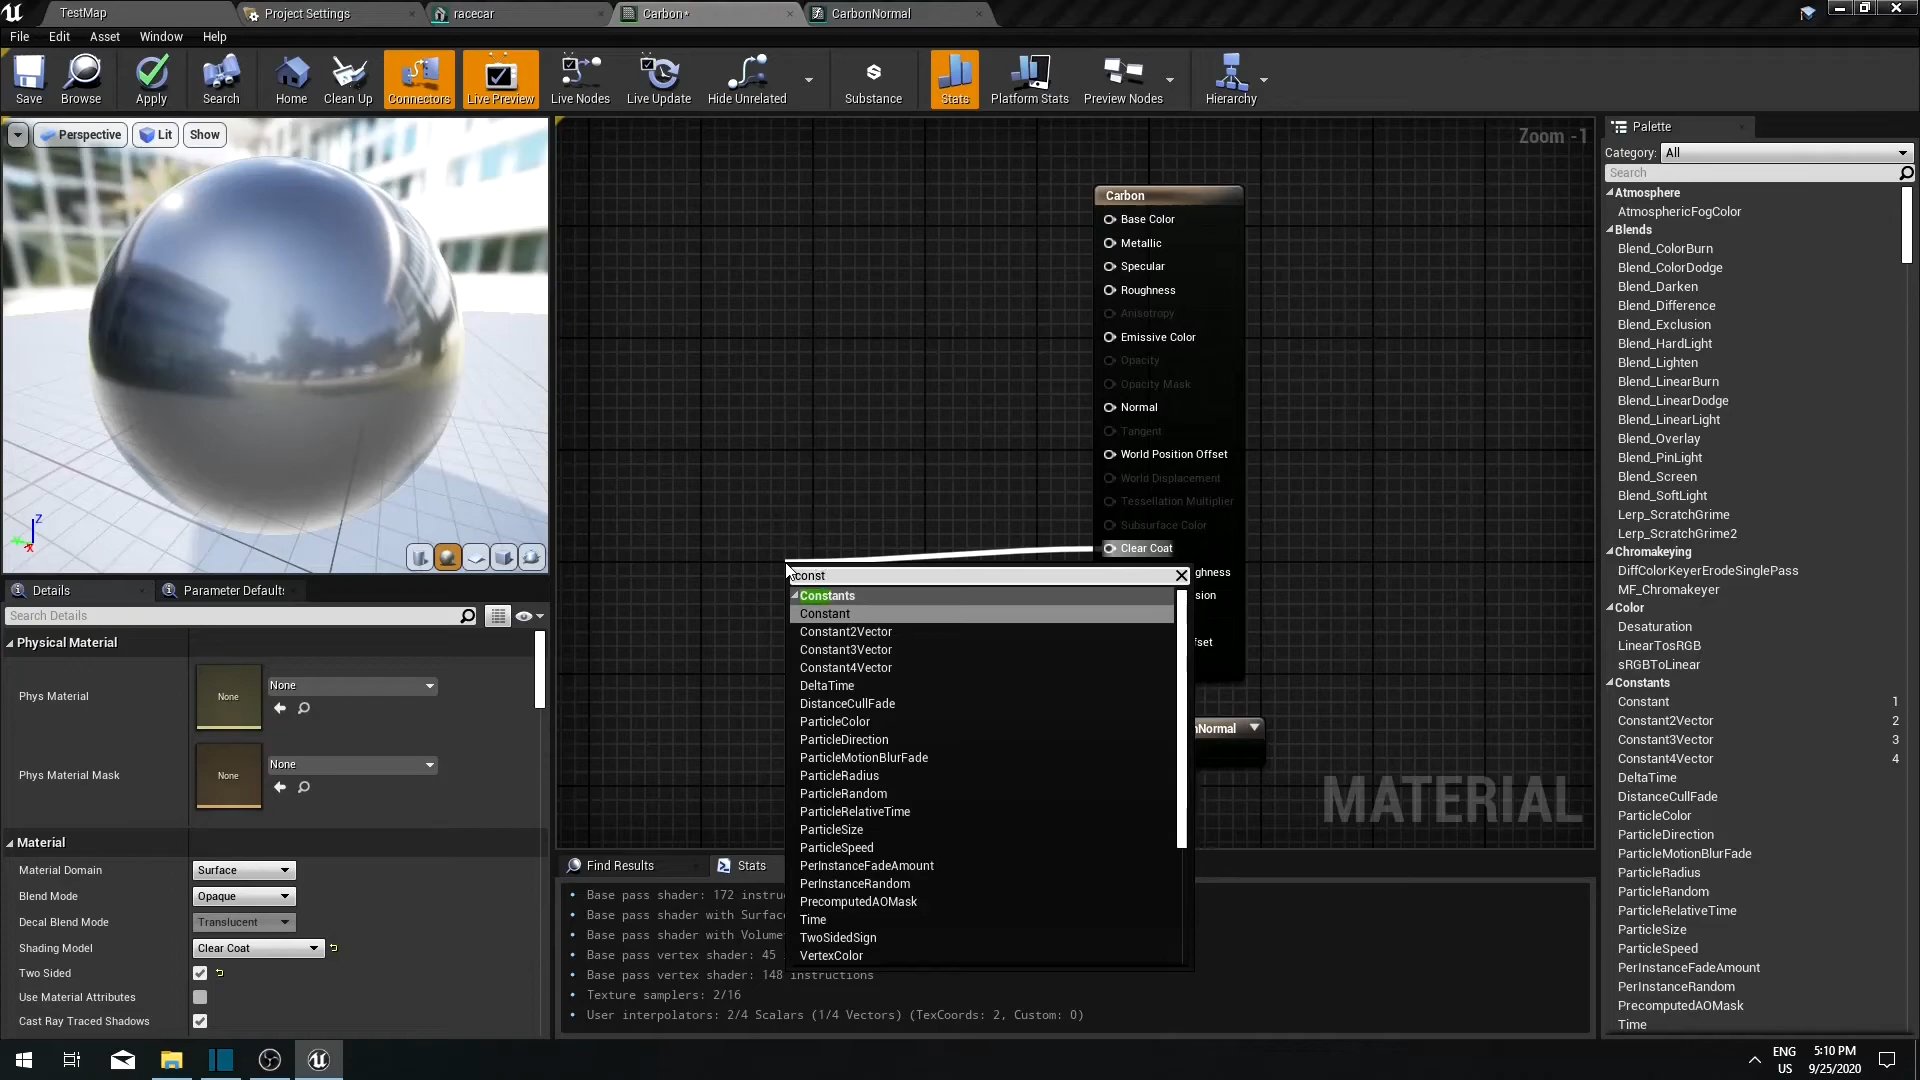 TestMap
Project Settings
racecar
Carbon*
CarbonNormal
File Edit Asset Window Help
Save
Browse
Apply
Search
Home
Clean Up
Connectors
Live Preview
Live Nodes
Live Update
Hide Unrelated
Substance
Stats
Platform Stats
Preview Nodes
Hierarchy
Perspective
Lit
Show
Z
Zoom -1
Carbon
Base Color
Metallic
Specular
Roughness
Anisotropy
Emissive Color
Opacity
Opacity Mask
Normal
Tangent
World Position Offset
World Displacement
Tessellation Multiplier
Subsurface Color
Clear Coat
ghness
sion
fset
Normal
const
Constants
Constant
Constant2Vector
Constant3Vector
Constant4Vector
DeltaTime
DistanceCullFade
ParticleColor
ParticleDirection
ParticleMotionBlurFade
ParticleRadius
ParticleRandom
ParticleRelativeTime
ParticleSize
ParticleSpeed
PerInstanceFadeAmount
PerInstanceRandom
PrecomputedAOMask
Time
TwoSidedSign
VertexColor
MATERIAL
Details
Parameter Defaults
Search Details
Physical Material
Phys Material
None
None
Phys Material Mask
None
None
Material
Material Domain Surface
Blend Mode Opaque
Decal Blend Mode Translucent
Shading Model Clear Coat
Two Sided
Use Material Attributes
Cast Ray Traced Shadows
Find Results
Stats
Base pass shader: 172 instru
Base pass shader with Surfac
Base pass shader with Volume
Base pass vertex shader: 45
Base pass vertex shader: 148 instructions
Texture samplers: 2/16
User interpolators: 2/4 Scalars (1/4 Vectors) (TexCoords: 2, Custom: 0)
Palette
Category: All
Search
Atmosphere
AtmosphericFogColor
Blends
Blend_ColorBurn
Blend_ColorDodge
Blend_Darken
Blend_Difference
Blend_Exclusion
Blend_HardLight
Blend_Lighten
Blend_LinearBurn
Blend_LinearDodge
Blend_LinearLight
Blend_Overlay
Blend_PinLight
Blend_Screen
Blend_SoftLight
Lerp_ScratchGrime
Lerp_ScratchGrime2
Chromakeying
DiffColorKeyerErodeSinglePass
MF_Chromakeyer
Color
Desaturation
LinearTosRGB
sRGBToLinear
Constants
Constant 1
Constant2Vector 2
Constant3Vector 3
Constant4Vector 4
DeltaTime
DistanceCullFade
ParticleColor
ParticleDirection
ParticleMotionBlurFade
ParticleRadius
ParticleRandom
ParticleRelativeTime
ParticleSize
ParticleSpeed
PerInstanceFadeAmount
PerInstanceRandom
PrecomputedAOMask
Time
ENG
US
5:10 PM
9/25/2020